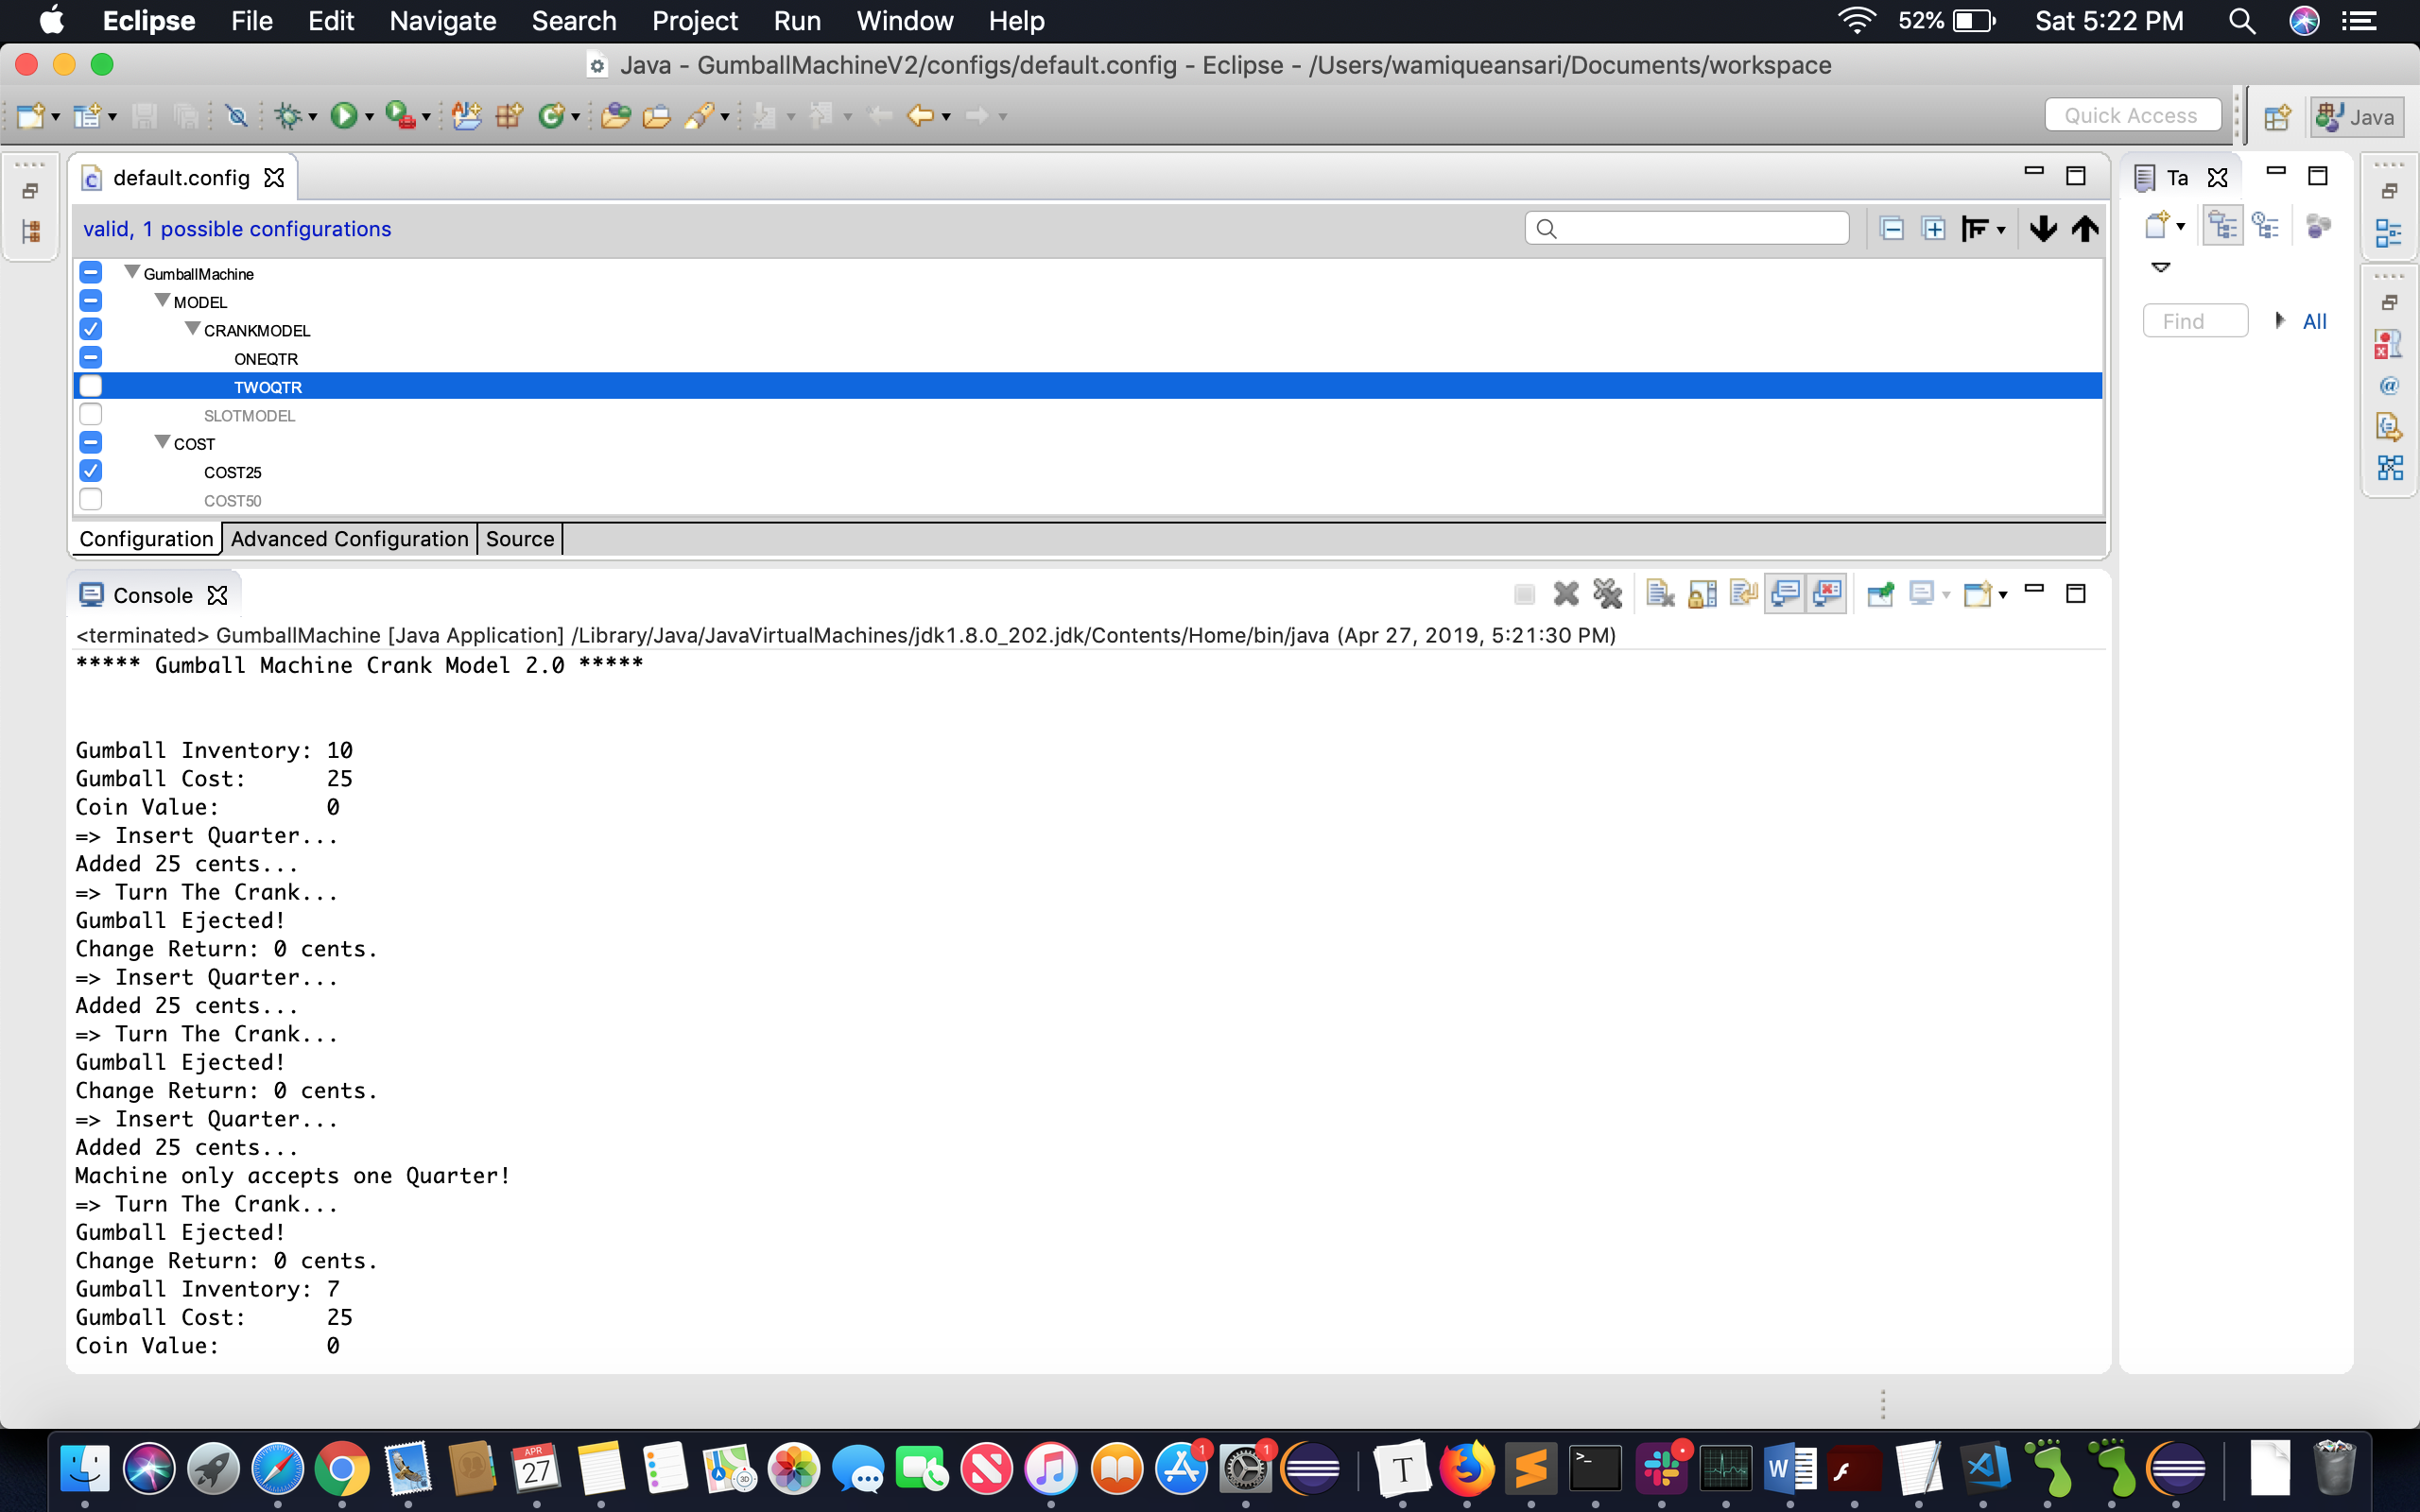 Eclipse File Edit Navigate Search Project Run Window Help 52% Sat 5:22 PM
Java - GumballMachineV2/configs/default.config - Eclipse - /Users/wamiqueansari/Documents/workspace
Quick Access Java
default.config Ta
valid, 1 possible configurations
GumballMachine
MODEL
CRANKMODEL
ONEQTR
TWOQTR
SLOTMODEL
COST
COST25
COST50
Find All
Configuration Advanced Configuration Source
Console
<terminated> GumballMachine [Java Application] /Library/Java/JavaVirtualMachines/jdk1.8.0_202.jdk/Contents/Home/bin/java (Apr 27, 2019, 5:21:30 PM)
***** Gumball Machine Crank Model 2.0 *****
Gumball Inventory: 10
Gumball Cost: 25
Coin Value: 0
=> Insert Quarter...
Added 25 cents...
=> Turn The Crank...
Gumball Ejected!
Change Return: 0 cents.
=> Insert Quarter...
Added 25 cents...
=> Turn The Crank...
Gumball Ejected!
Change Return: 0 cents.
=> Insert Quarter...
Added 25 cents...
Machine only accepts one Quarter!
=> Turn The Crank...
Gumball Ejected!
Change Return: 0 cents.
Gumball Inventory: 7
Gumball Cost: 25
Coin Value: 0
APR
27
3D
1
1
T
W